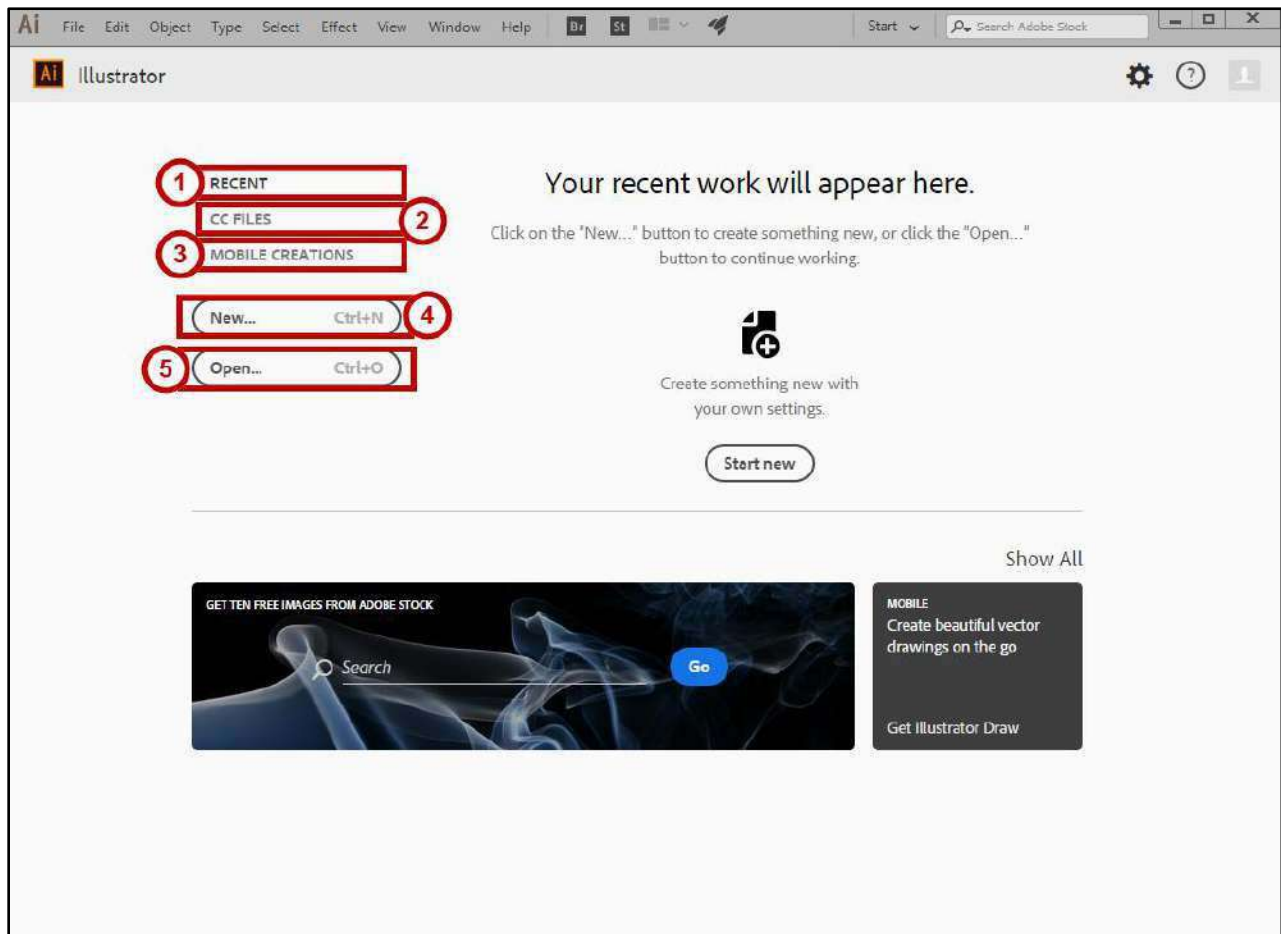 Ai File Edit Object Type Select Effect View Window Help Br St Start Search Adobe Stock
Ai Illustrator
?
1 RECENT
CC FILES 2
3 MOBILE CREATIONS
New... Ctrl+N 4
5 Open... Ctrl+O
Your recent work will appear here.
Click on the "New..." button to create something new, or click the "Open..."
button to continue working.
Create something new with
your own settings.
Start new
Show All
GET TEN FREE IMAGES FROM ADOBE STOCK
Search Go
MOBILE
Create beautiful vector
drawings on the go
Get Illustrator Draw